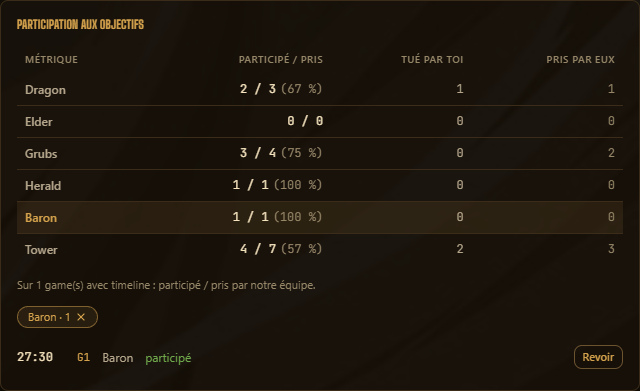 PARTICIPATION AUX OBJECTIFS
MÉTRIQUE PARTICIPÉ / PRIS TUÉ PAR TOI PRIS PAR EUX
Dragon 2 / 3 (67 %) 1 1
Elder 0 / 0 0 0
Grubs 3 / 4 (75 %) 0 2
Herald 1 / 1 (100 %) 0 0
Baron 1 / 1 (100 %) 0 0
Tower 4 / 7 (57 %) 2 3
Sur 1 game(s) avec timeline : participé / pris par notre équipe.
Baron · 1 ✕
27:30 G1 Baron participé Revoir